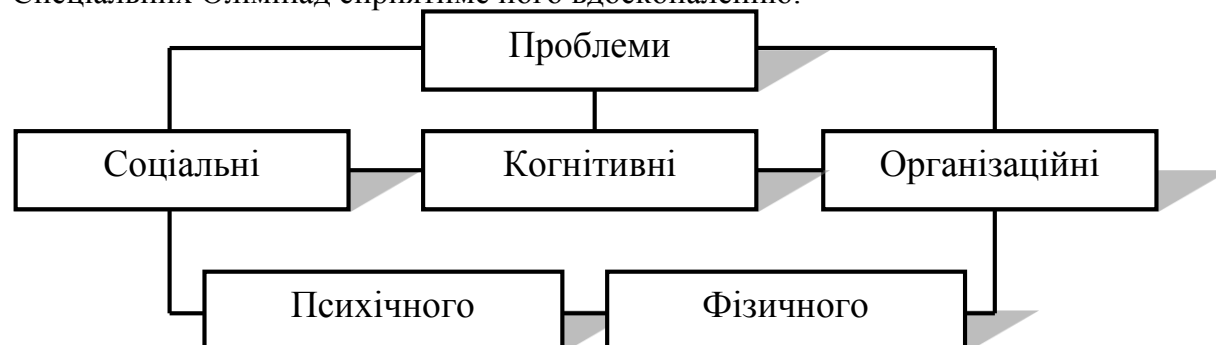 Спеціальних Олімпіад сприятиме його вдосконаленню.
Проблеми
Соціальні Когнітивні Організаційні
Психічного Фізичного